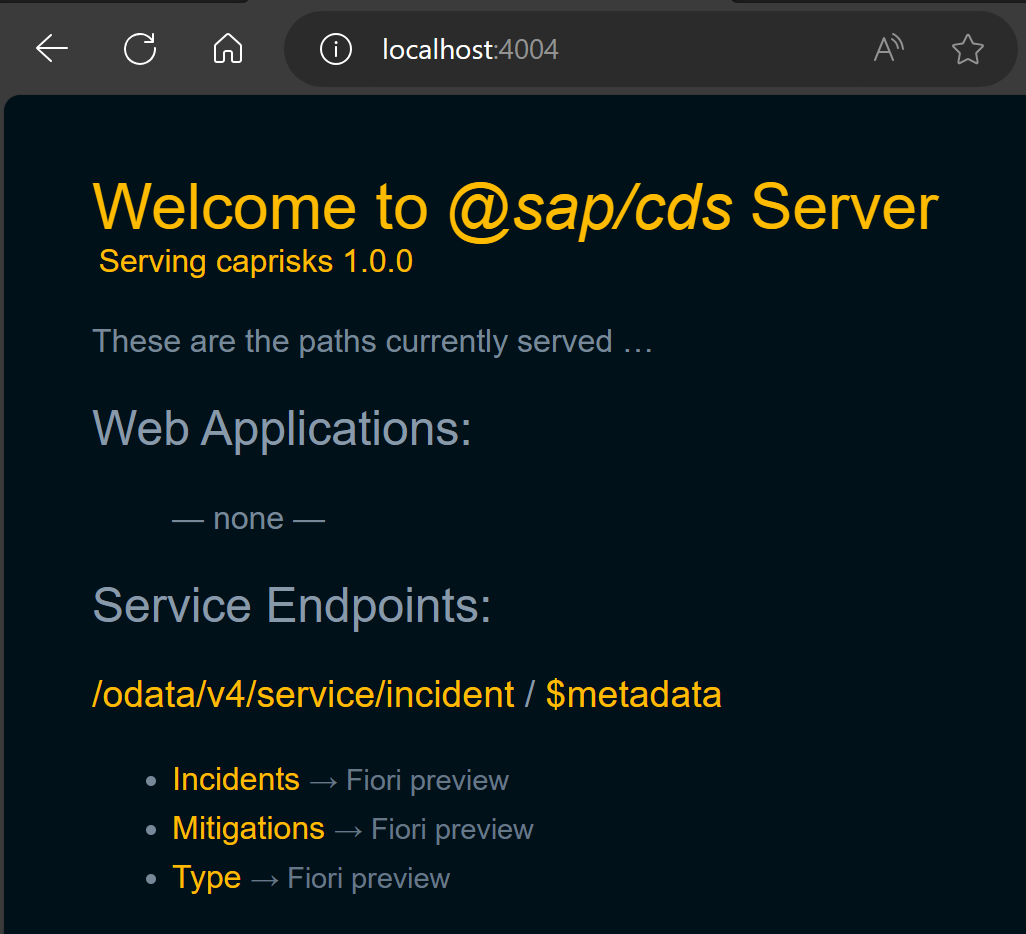 localhost:4004
Welcome to @sap/cds Server
Serving caprisks 1.0.0
These are the paths currently served …
Web Applications:
— none —
Service Endpoints:
/odata/v4/service/incident / $metadata
• Incidents → Fiori preview
• Mitigations → Fiori preview
• Type → Fiori preview